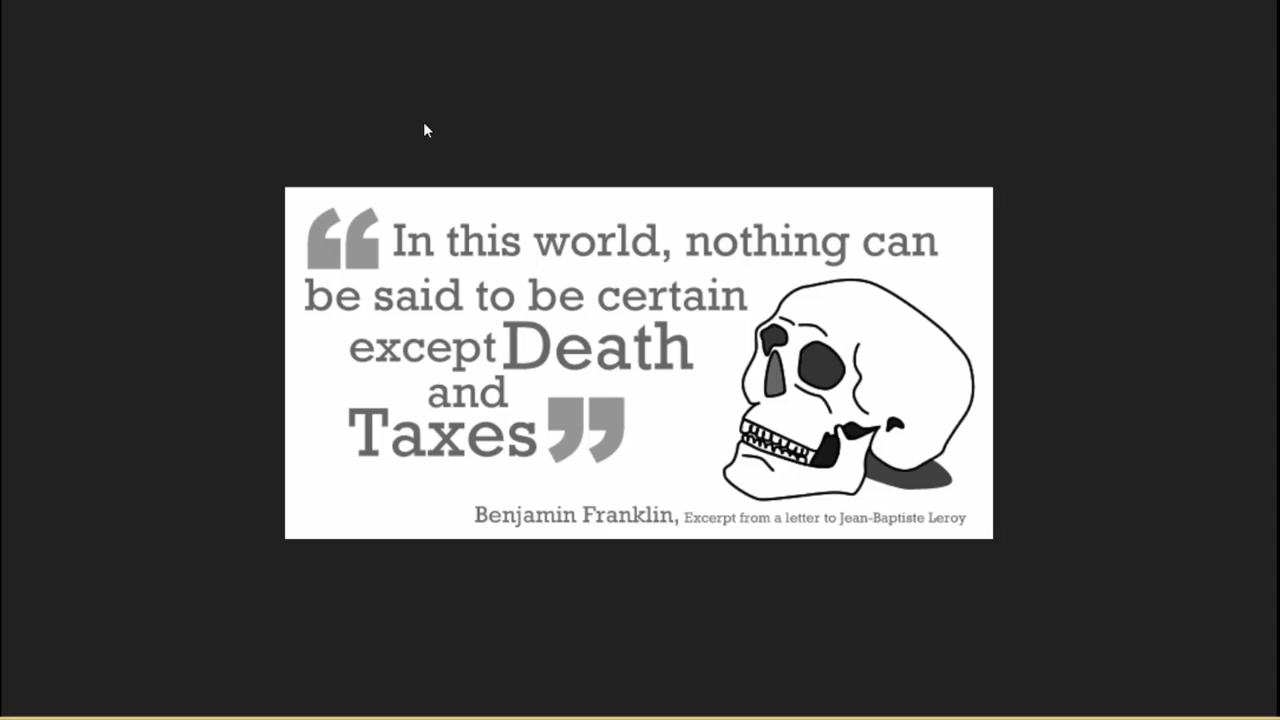 “ In this world, nothing can
be said to be certain
except Death
and
Taxes ”
Benjamin Franklin, Excerpt from a letter to Jean-Baptiste Leroy